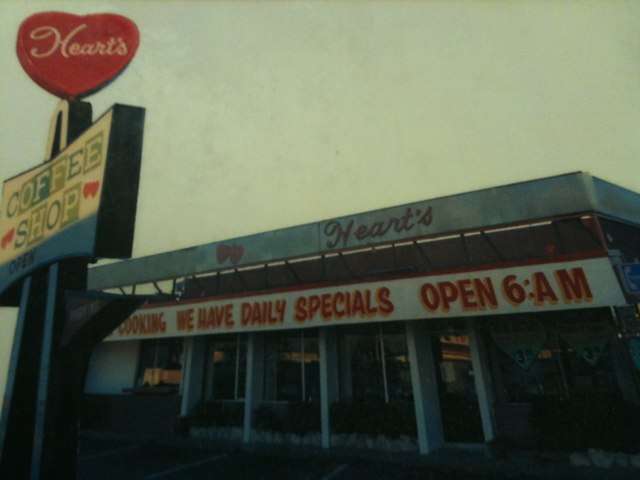 Heart's
COFFEE
SHOP
OPEN
Heart's
COOKING WE HAVE DAILY SPECIALS OPEN 6:AM